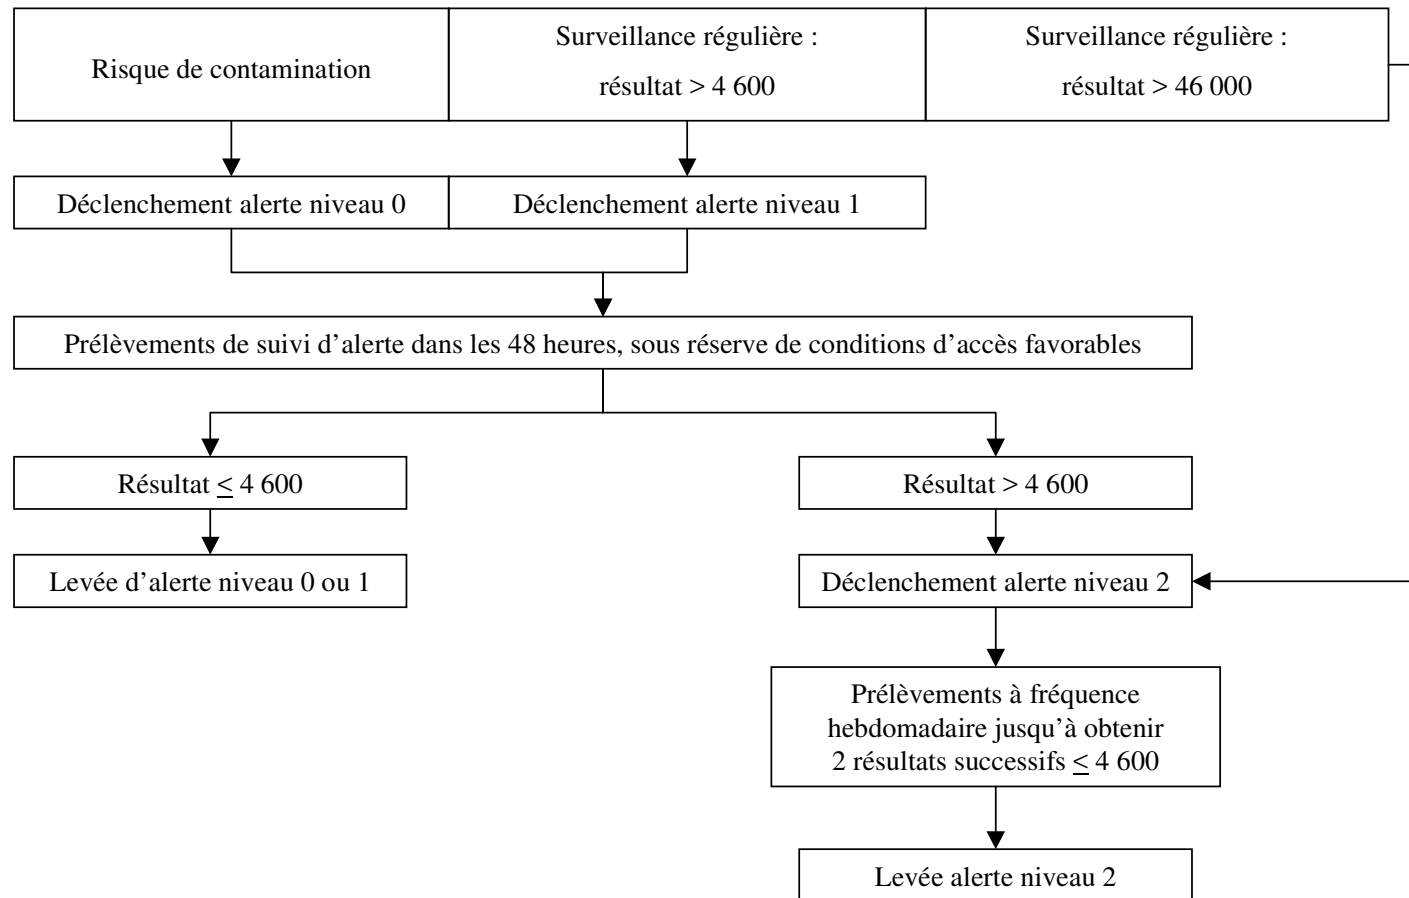 Risque de contamination
Surveillance régulière :
résultat > 4 600
Surveillance régulière :
résultat > 46 000
Déclenchement alerte niveau 0
Déclenchement alerte niveau 1
Prélèvements de suivi d’alerte dans les 48 heures, sous réserve de conditions d’accès favorables
Résultat ≤ 4 600
Résultat > 4 600
Levée d’alerte niveau 0 ou 1
Déclenchement alerte niveau 2
Prélèvements à fréquence
hebdomadaire jusqu’à obtenir
2 résultats successifs ≤ 4 600
Levée alerte niveau 2